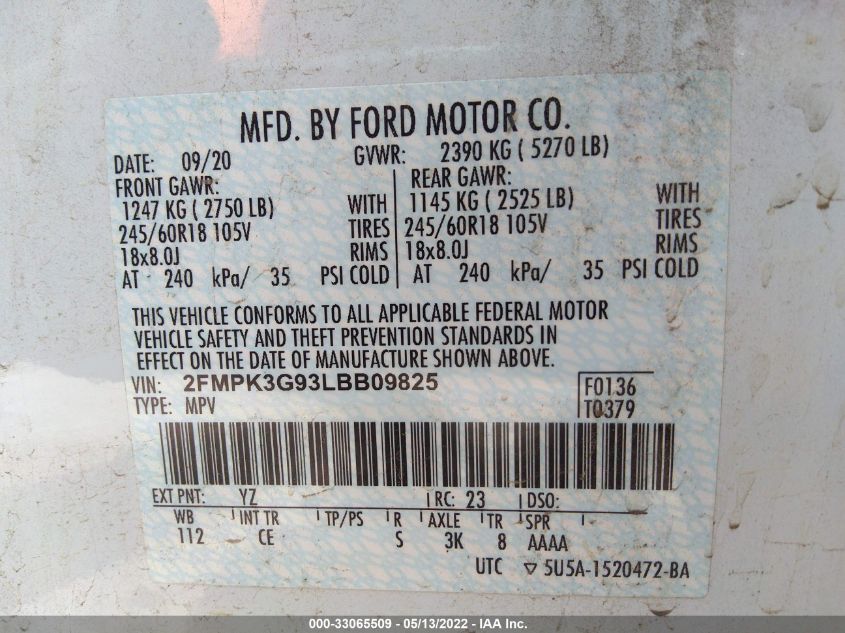 MFD. BY FORD MOTOR CO.
DATE: 09/20 GVWR: 2390 KG ( 5270 LB)
FRONT GAWR: REAR GAWR:
1247 KG ( 2750 LB) WITH 1145 KG ( 2525 LB) WITH
245/60R18 105V TIRES 245/60R18 105V TIRES
18x8.0J RIMS 18x8.0J RIMS
AT 240 kPa/ 35 PSI COLD AT 240 kPa/ 35 PSI COLD
THIS VEHICLE CONFORMS TO ALL APPLICABLE FEDERAL MOTOR
VEHICLE SAFETY AND THEFT PREVENTION STANDARDS IN
EFFECT ON THE DATE OF MANUFACTURE SHOWN ABOVE.
VIN: 2FMPK3G93LBB09825 F0136
TYPE: MPV T0379
EXT PNT: YZ RC: 23 DSO:
WB INT TR TP/PS R AXLE TR SPR
112 CE S 3K 8 AAAA
UTC ▽ 5U5A-1520472-BA
000-33065509 - 05/13/2022 - IAA Inc.